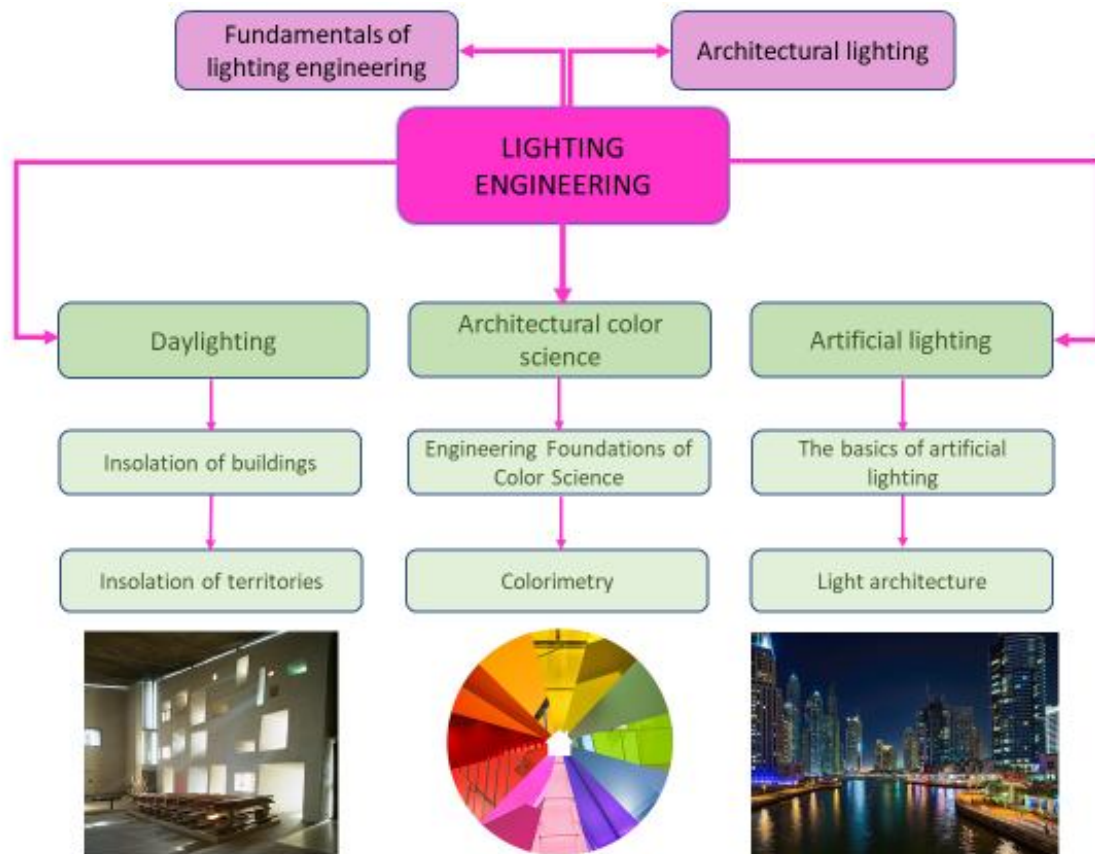 Fundamentals of
lighting engineering
Architectural lighting
LIGHTING
ENGINEERING
Daylighting
Architectural color
science
Artificial lighting
Insolation of buildings
Engineering Foundations of
Color Science
The basics of artificial
lighting
Insolation of territories
Colorimetry
Light architecture